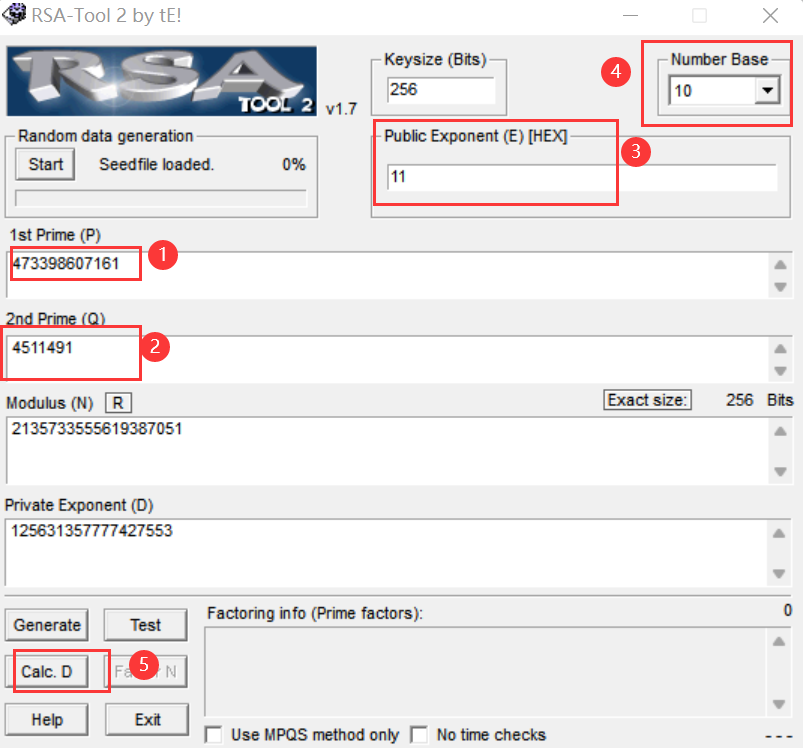 RSA-Tool 2 by tE!
RSA
TOOL 2
v1.7
Keysize (Bits)
256
4
Number Base
10
Random data generation
Start
Seedfile loaded.
0%
Public Exponent (E) [HEX]
3
11
1st Prime (P)
473398607161
1
2nd Prime (Q)
4511491
2
Modulus (N)
R
Exact size:
256
Bits
2135733555619387051
Private Exponent (D)
125631357777427553
Generate
Test
Factoring info (Prime factors):
0
Calc. D
5
Help
Exit
Use MPQS method only
No time checks
---